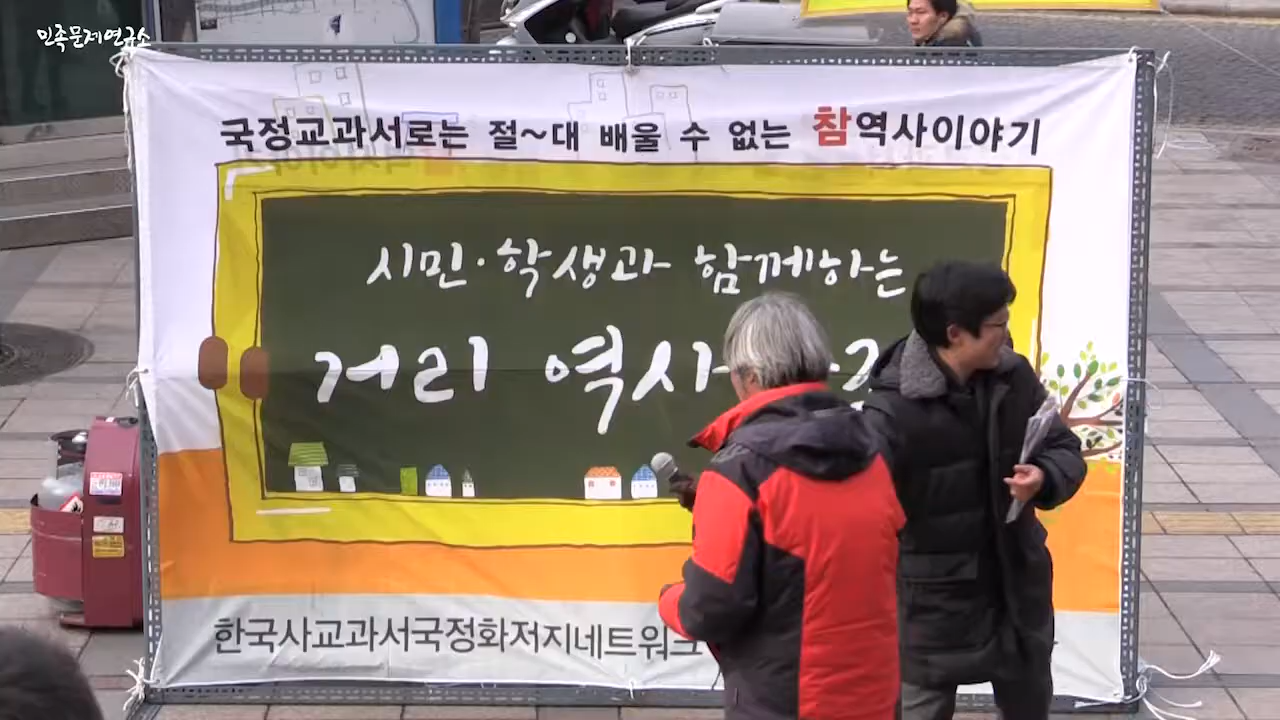 민족문제연구소
국정교과서로는 절~대 배울 수 없는 참역사이야기
시민·학생과 함께하는
거리 역사
한국사교과서국정화저지네트워크